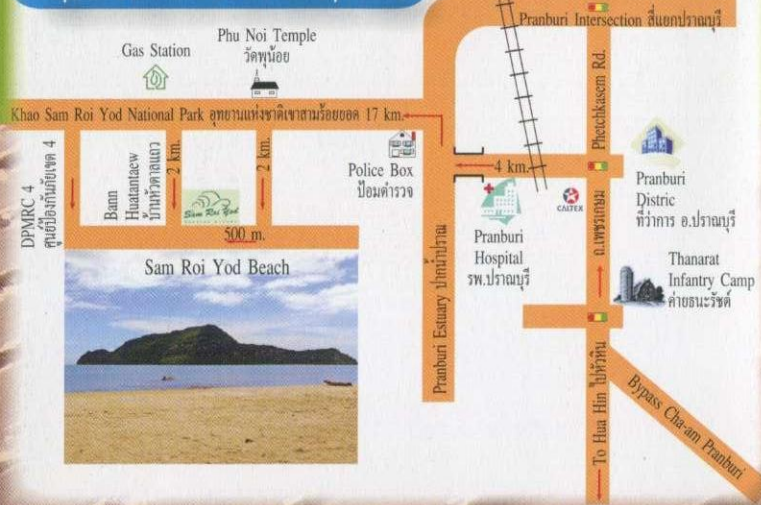 Pranburi Intersection สี่แยกปราณบุรี
Gas Station
Phu Noi Temple
วัดพุน้อย
Khao Sam Roi Yod National Park อุทยานแห่งชาติเขาสามร้อยยอด 17 km.
Phetchkasem Rd.
DPMRC 4
ศูนย์ป้องกันภัยเขต 4
Bann
Huatantaew
บ้านหัวตาลแถว
2 km.
Sam Roi Yod
2 km.
500 m.
Police Box
ป้อมตำรวจ
4 km.
CALTEX
Pranburi
Hospital
รพ.ปราณบุรี
Pranburi
Distric
ที่ว่าการ อ.ปราณบุรี
ถ.เพชรเกษม
Thanarat
Infantry Camp
ค่ายธนะรัชต์
Pranburi Estuary ปากน้ำปราณ
Sam Roi Yod Beach
To Hua Hin ไปหัวหิน
Bypass Cha-am Pranburi